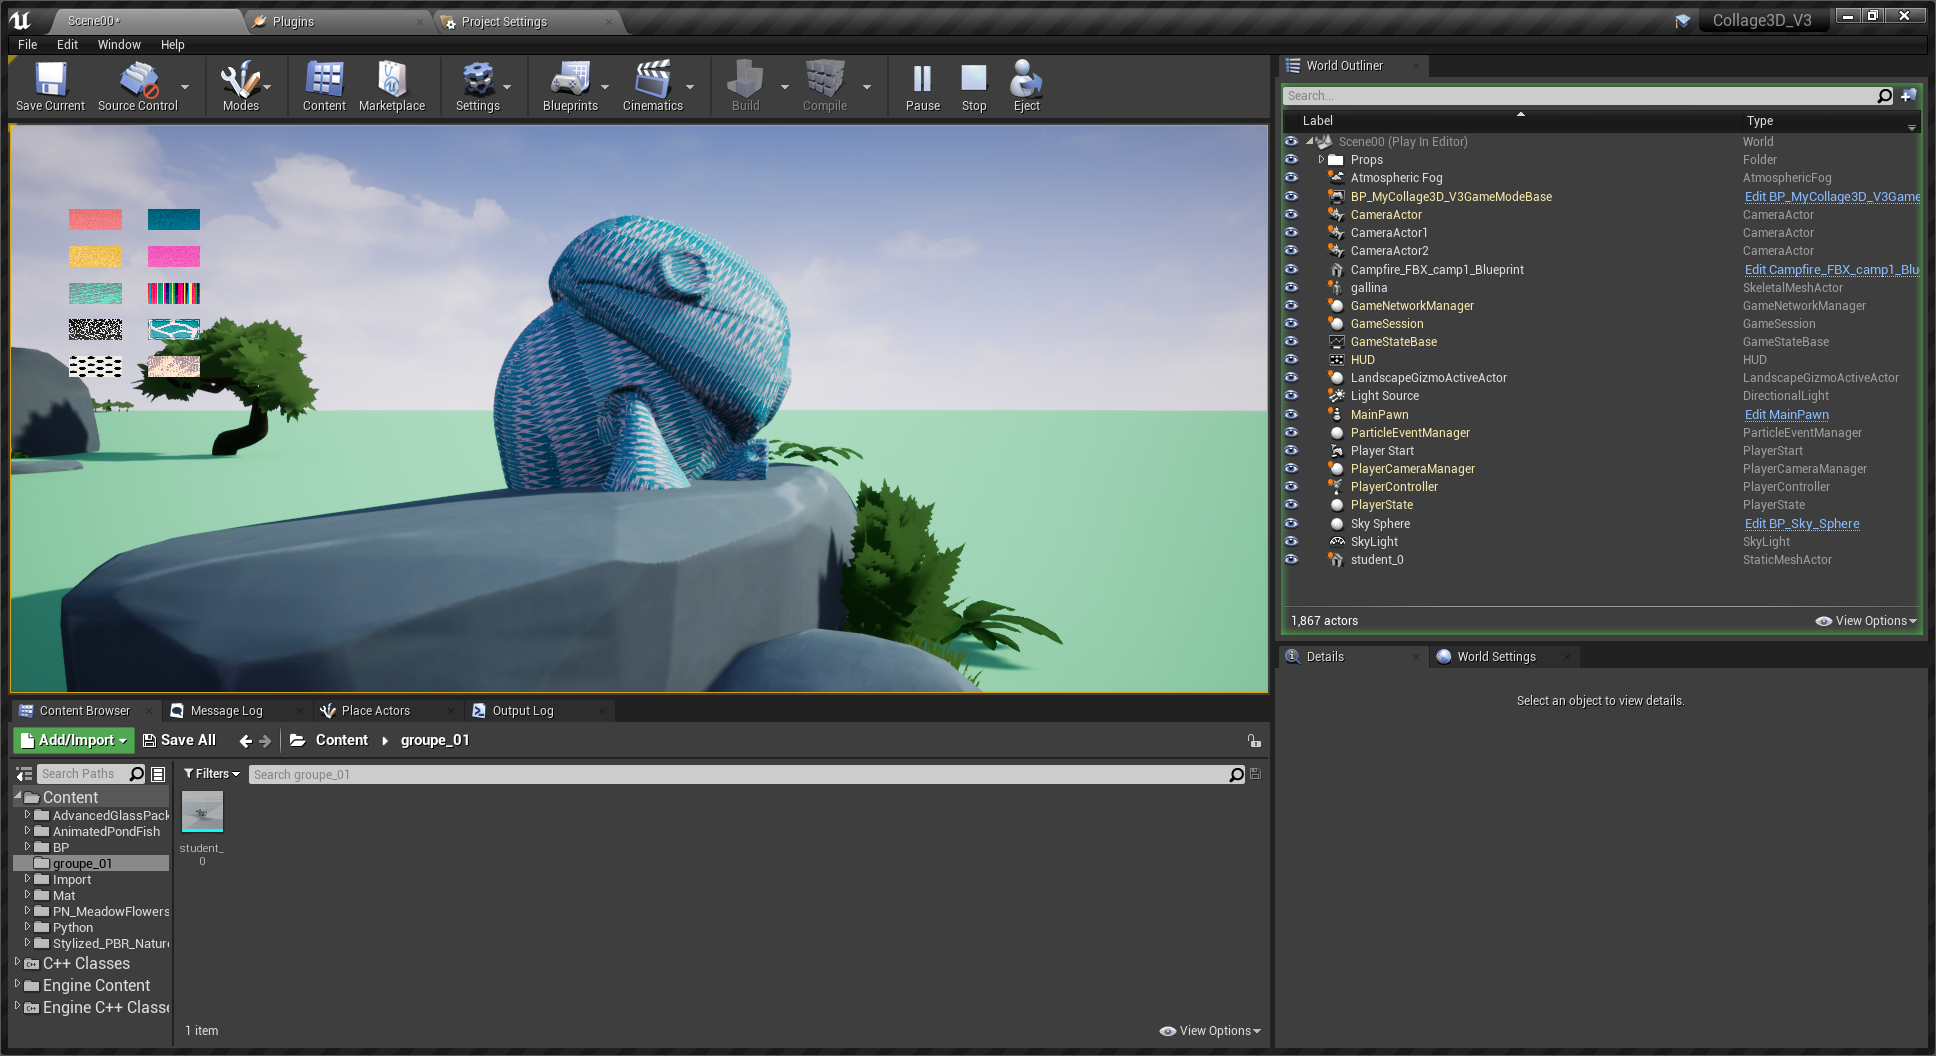 Scene00*
Plugins
Project Settings
Collage3D_V3
File Edit Window Help
Save Current
Source Control
Modes
Content
Marketplace
Settings
Blueprints
Cinematics
Build
Compile
Pause
Stop
Eject
World Outliner
Search...
Label Type
Scene00 (Play In Editor) World
Props Folder
Atmospheric Fog AtmosphericFog
BP_MyCollage3D_V3GameModeBase Edit BP_MyCollage3D_V3Game
CameraActor CameraActor
CameraActor1 CameraActor
CameraActor2 CameraActor
Campfire_FBX_camp1_Blueprint Edit Campfire_FBX_camp1_Blu
gallina SkeletalMeshActor
GameNetworkManager GameNetworkManager
GameSession GameSession
GameStateBase GameStateBase
HUD HUD
LandscapeGizmoActiveActor LandscapeGizmoActiveActor
Light Source DirectionalLight
MainPawn Edit MainPawn
ParticleEventManager ParticleEventManager
Player Start PlayerStart
PlayerCameraManager PlayerCameraManager
PlayerController PlayerController
PlayerState PlayerState
Sky Sphere Edit BP_Sky_Sphere
SkyLight SkyLight
student_0 StaticMeshActor
1,867 actors View Options
Details
World Settings
Select an object to view details.
Content Browser
Message Log
Place Actors
Output Log
Add/Import Save All Content groupe_01
Search Paths
Filters Search groupe_01
Content
AdvancedGlassPack
AnimatedPondFish
BP
groupe_01
Import
Mat
PN_MeadowFlowers
Python
Stylized_PBR_Nature
C++ Classes
Engine Content
Engine C++ Classe
student_
0
1 item View Options